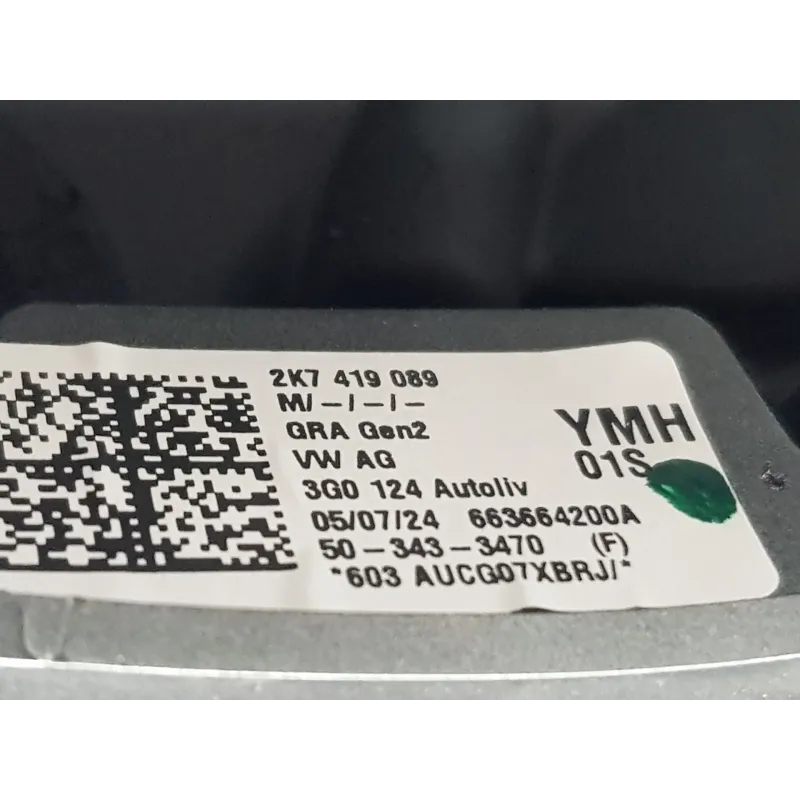 2K7 419 089
M/-/-/-
GRA Gen2
VW AG
3G0 124 Autoliv
05/07/24 663664200A
50-343-3470 (F)
*603 AUCG07XBRJ/*
YMH
01S